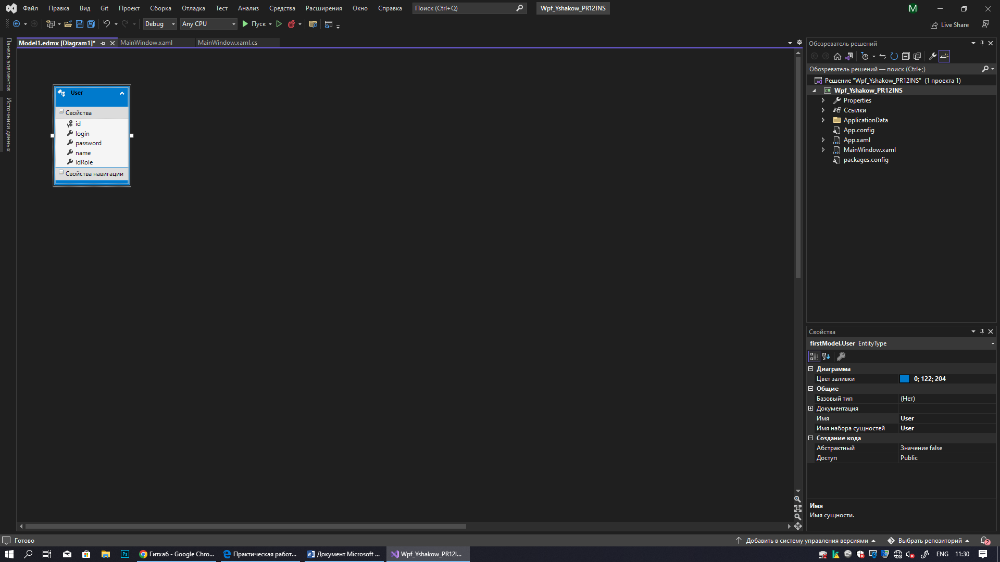 Файл Правка Вид Git Проект Сборка Отладка Тест Анализ Средства Расширения Окно Справка Поиск (Ctrl+Q) Wpf_Yshakow_PR12INS M
Debug Any CPU Пуск Live Share
Панель элементов
Источники данных
Model1.edmx [Diagram1]* MainWindow.xaml MainWindow.xaml.cs
User
Свойства
id
login
password
name
IdRole
Свойства навигации
Обозреватель решений
Обозреватель решений — поиск (Ctrl+;)
Решение "Wpf_Yshakow_PR12INS" (1 проекта 1)
C# Wpf_Yshakow_PR12INS
Properties
Ссылки
ApplicationData
App.config
App.xaml
MainWindow.xaml
packages.config
Свойства
firstModel.User EntityType
Диаграмма
Цвет заливки 0; 122; 204
Общие
Базовый тип (Нет)
Документация
Имя User
Имя набора сущностей User
Создание кода
Абстрактный Значение false
Доступ Public
Имя
Имя сущности.
Готово Добавить в систему управления версиями Выбрать репозиторий 2
Ps Гитхаб - Google Chro... Практическая работ... Документ Microsoft ... Wpf_Yshakow_PR12I... ENG 11:30